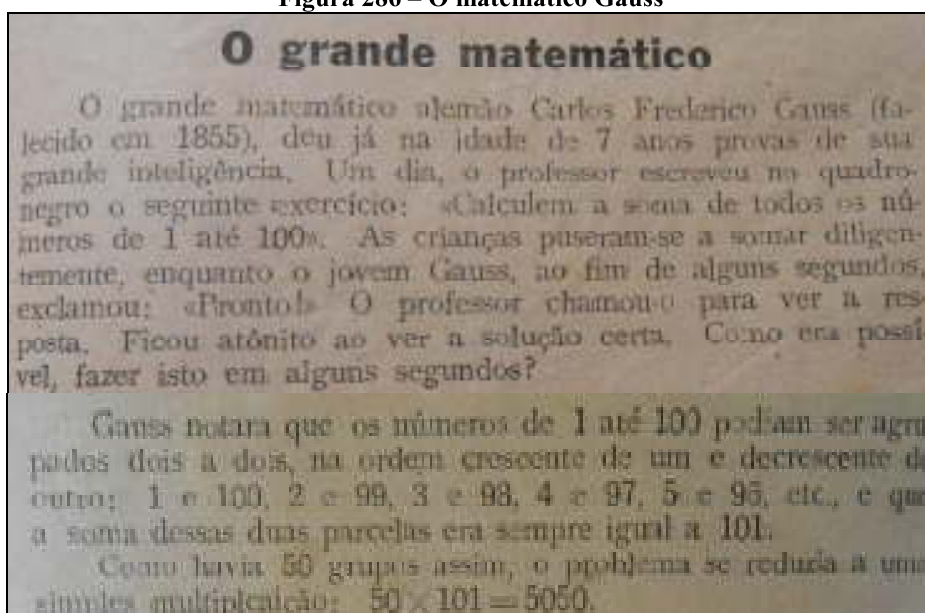 Figura 286 – O matemático Gauss
O grande matemático
O grande matemático alemão Carlos Frederico Gauss (fa-
lecido em 1855), deu já na idade de 7 anos provas de sua
grande inteligência. Um dia, o professor escreveu no quadro-
negro o seguinte exercício: «Calculem a soma de todos os nú-
meros de 1 até 100». As crianças puseram-se a somar diligen-
temente, enquanto o jovem Gauss, ao fim de alguns segundos,
exclamou: «Pronto!» O professor chamou-o para ver a res-
posta. Ficou atônito ao ver a solução certa. Como era possí-
vel, fazer isto em alguns segundos?
Gauss notara que os números de 1 até 100 podiam ser agru
pados dois a dois, na ordem crescente de um e decrescente d
outro: 1 e 100, 2 e 99, 3 e 98, 4 e 97, 5 e 96, etc., e que
a soma dessas duas parcelas era sempre igual a 101.
Como havia 50 grupos assim, o problema se reduzia a uma
simples multiplicação: 50 × 101 = 5050.